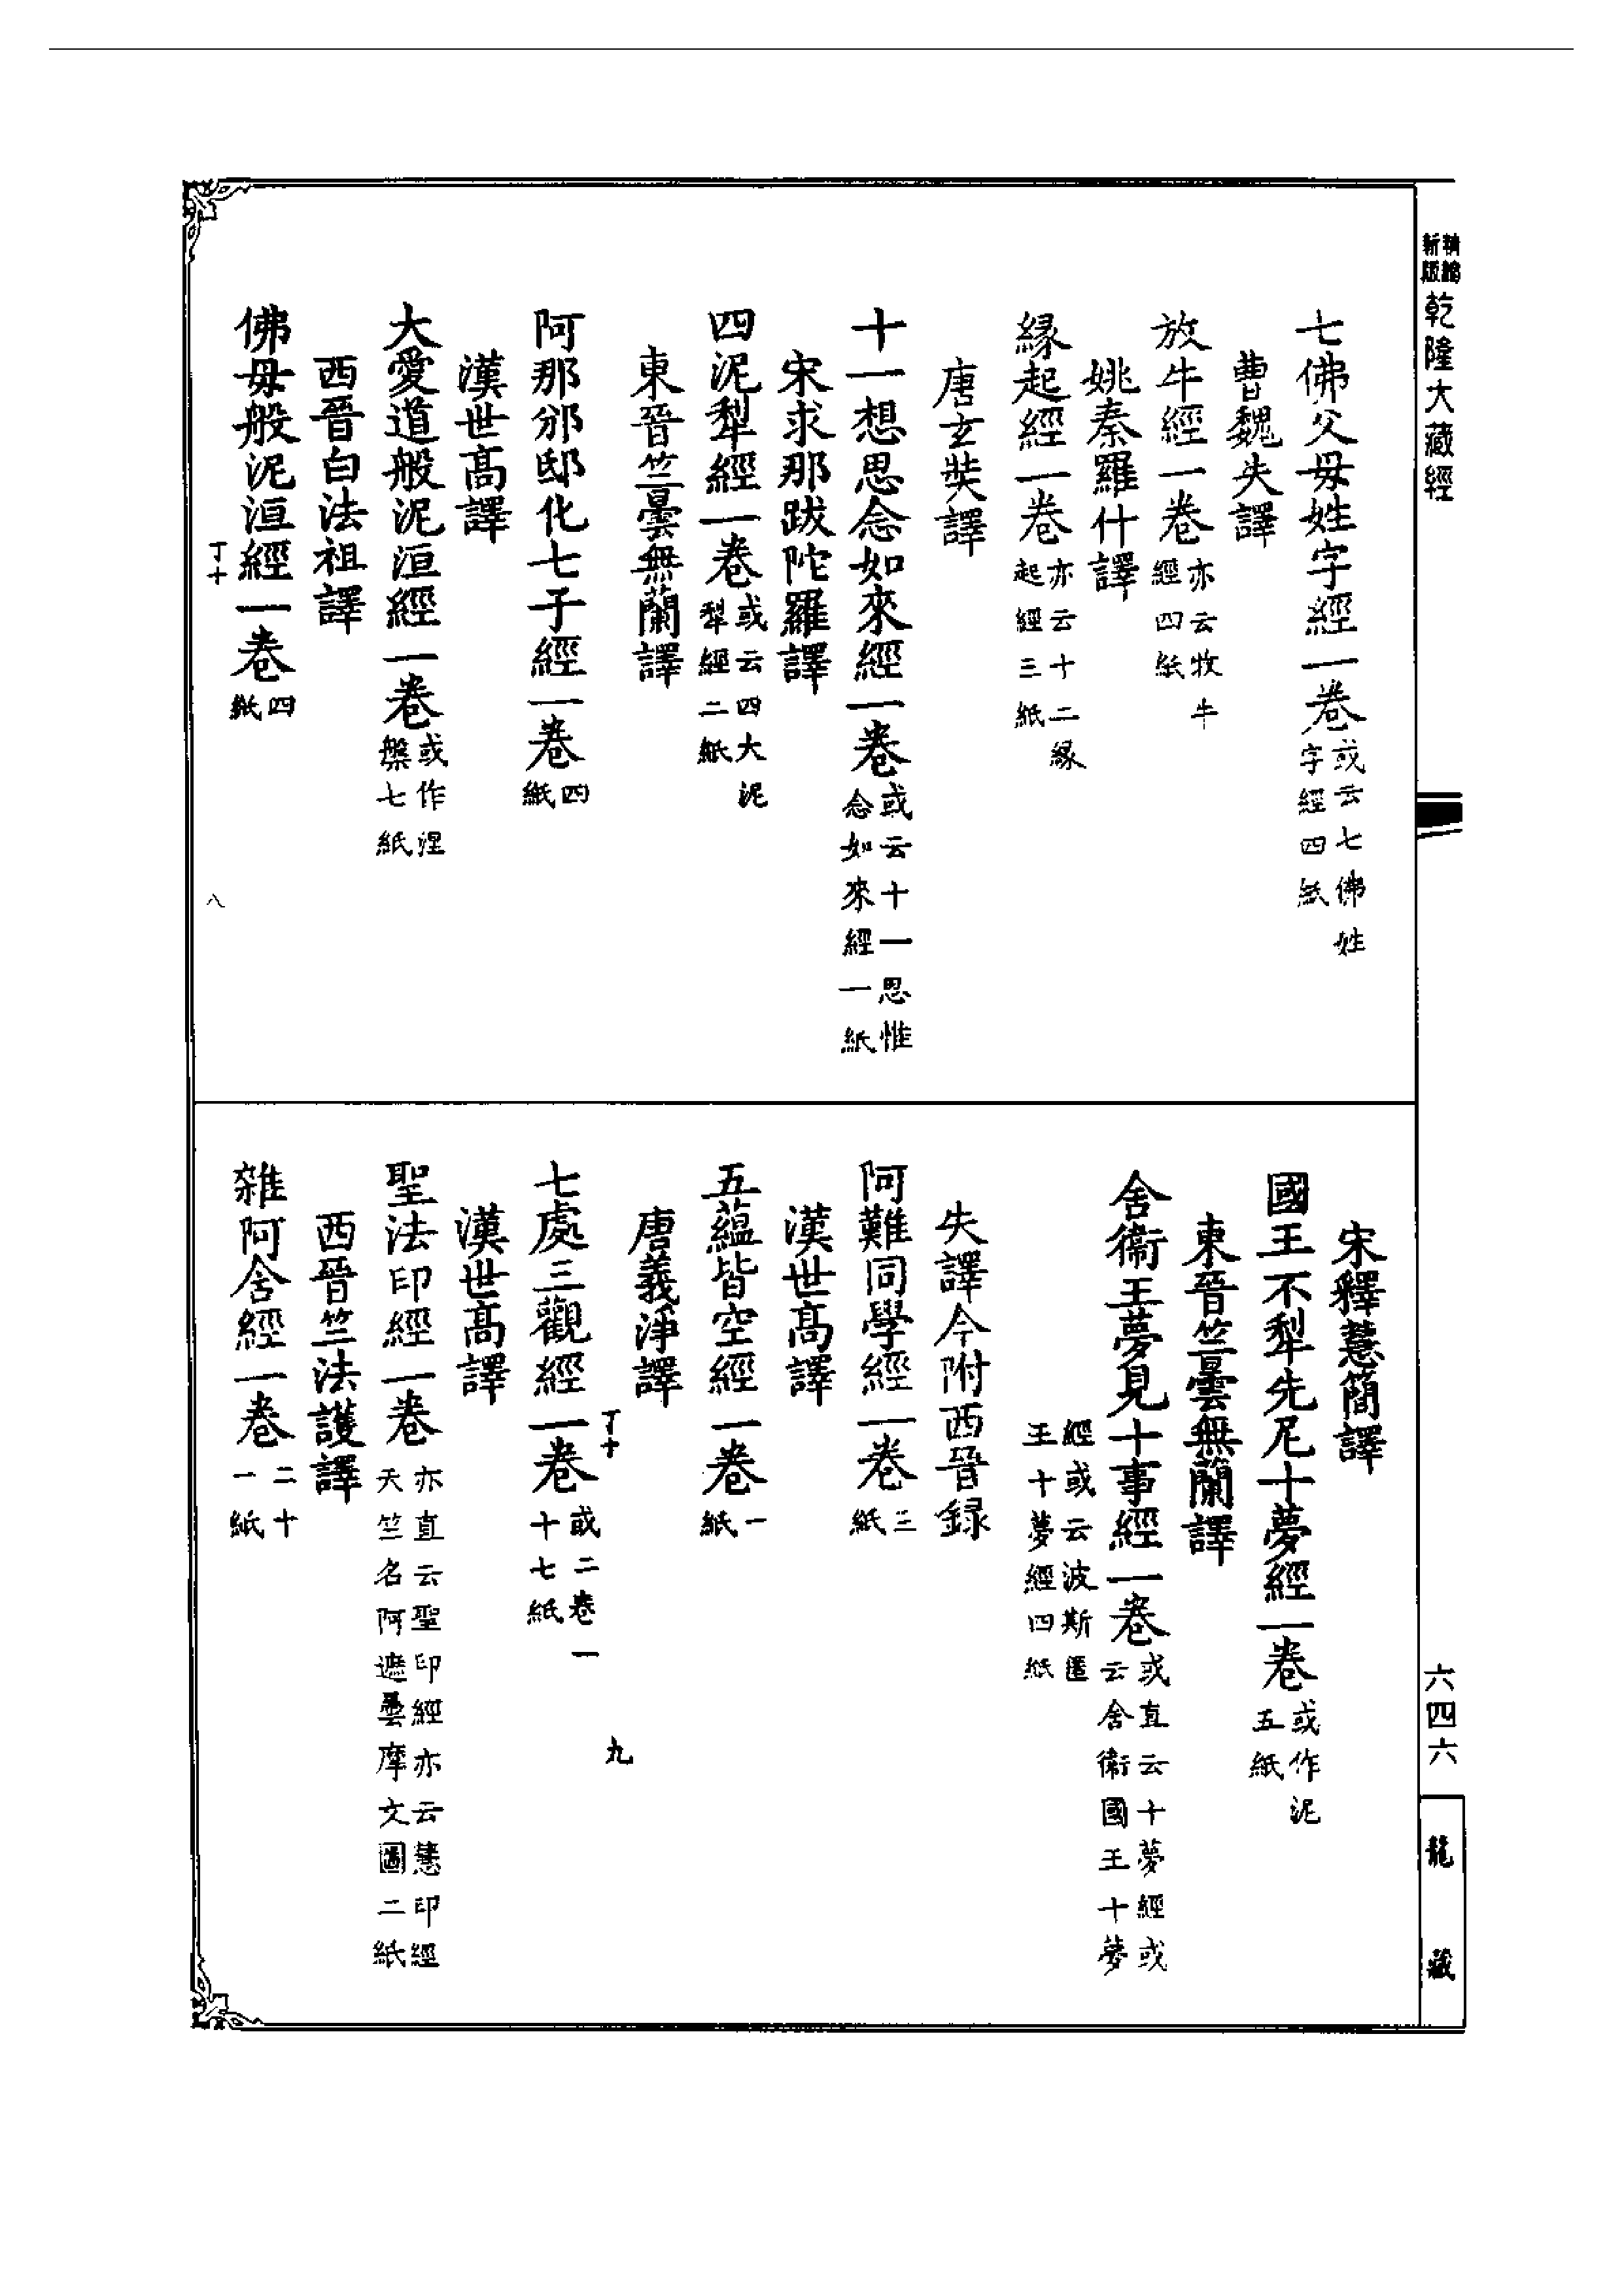 精縮新版 乾隆大藏經
七佛父母姓字經一卷或云七佛姓字經四紙
曹魏失譯
放牛經一卷亦云牧牛經四紙
姚秦羅什譯
緣起經一卷亦云十二緣起經三紙
唐玄奘譯
十一想思念如來經一卷或云十一思惟念如來經一紙
宋求那跋陀羅譯
四泥犁經一卷或云四大泥犁經二紙
東晉竺曇無蘭譯
阿那邠邸化七子經一卷四紙
漢世高譯
大愛道般泥洹經一卷或作涅槃七紙
西晉白法祖譯
佛母般泥洹經一卷四紙
丁十 八
宋釋慧簡譯
國王不犁先尼十夢經一卷或作泥五紙
東晉竺曇無蘭譯
舍衞王夢見十事經一卷或直云十夢經或云舍衞國王十夢
經或云波斯匿王十夢經四紙
失譯今附西晉錄
阿難同學經一卷三紙
漢世高譯
五蘊皆空經一卷一紙
唐義淨譯
丁十 九
七處三觀經一卷或二卷一十七紙
漢世高譯
聖法印經一卷亦直云聖印經亦云慧印經天竺名阿遮曇摩文圖二紙
西晉竺法護譯
雜阿含經一卷二十一紙
六四六
龍藏